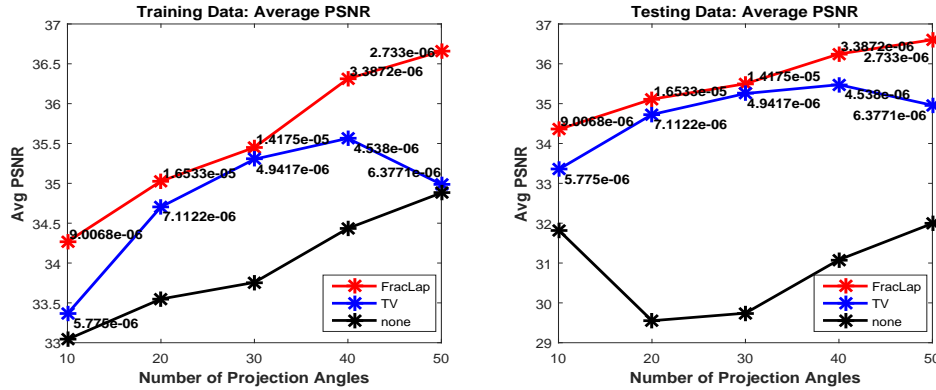 Training Data: Average PSNR
37
36.5
36
35.5
35
34.5
34
33.5
33
Avg PSNR
2.733e-06
3.3872e-06
1.4175e-05
4.538e-06
4.9417e-06
1.6533e-05
6.3771e-06
7.1122e-06
9.0068e-06
5.775e-06
FracLap
TV
none
10
20
30
40
50
Number of Projection Angles
Testing Data: Average PSNR
37
36
35
34
33
32
31
30
29
Avg PSNR
3.3872e-06
2.733e-06
1.4175e-05
1.6533e-05
4.538e-06
4.9417e-06
6.3771e-06
9.0068e-06
7.1122e-06
5.775e-06
FracLap
TV
none
10
20
30
40
50
Number of Projection Angles